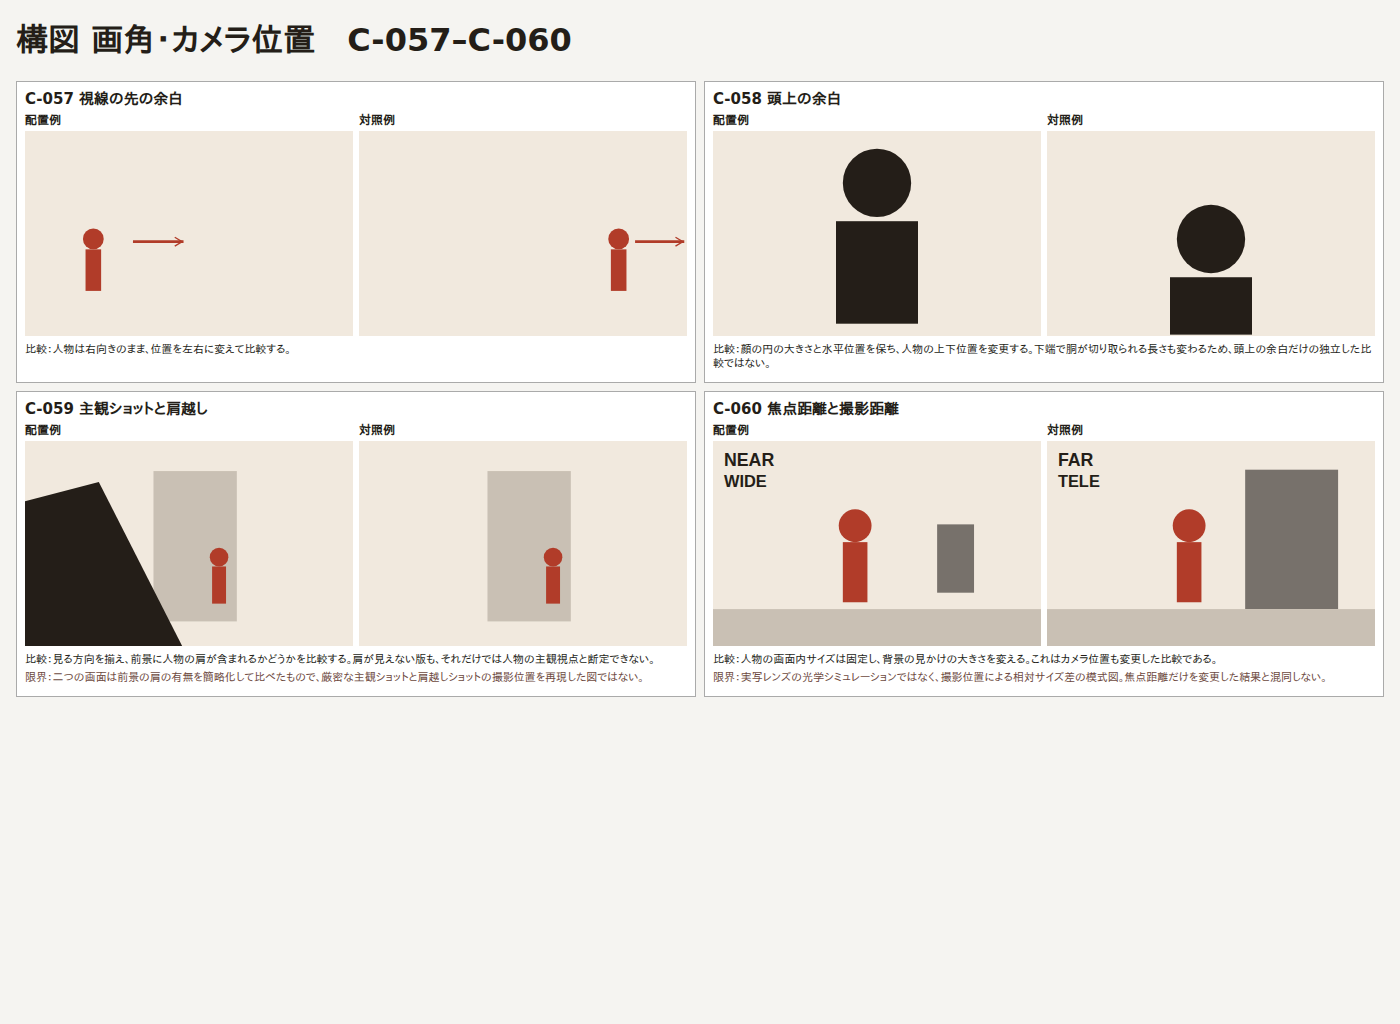 構図 画角・カメラ位置　C-057–C-060
C-057 視線の先の余白
配置例
対照例
比較：人物は右向きのまま、位置を左右に変えて比較する。
C-058 頭上の余白
配置例
対照例
比較：顔の円の大きさと水平位置を保ち、人物の上下位置を変更する。下端で胴が切り取られる長さも変わるため、頭上の余白だけの独立した比
較ではない。
C-059 主観ショットと肩越し
配置例
対照例
比較：見る方向を揃え、前景に人物の肩が含まれるかどうかを比較する。肩が見えない版も、それだけでは人物の主観視点と断定できない。
限界：二つの画面は前景の肩の有無を簡略化して比べたもので、厳密な主観ショットと肩越しショットの撮影位置を再現した図ではない。
C-060 焦点距離と撮影距離
配置例
対照例
NEAR
WIDE
FAR
TELE
比較：人物の画面内サイズは固定し、背景の見かけの大きさを変える。これはカメラ位置も変更した比較である。
限界：実写レンズの光学シミュレーションではなく、撮影位置による相対サイズ差の模式図。焦点距離だけを変更した結果と混同しない。